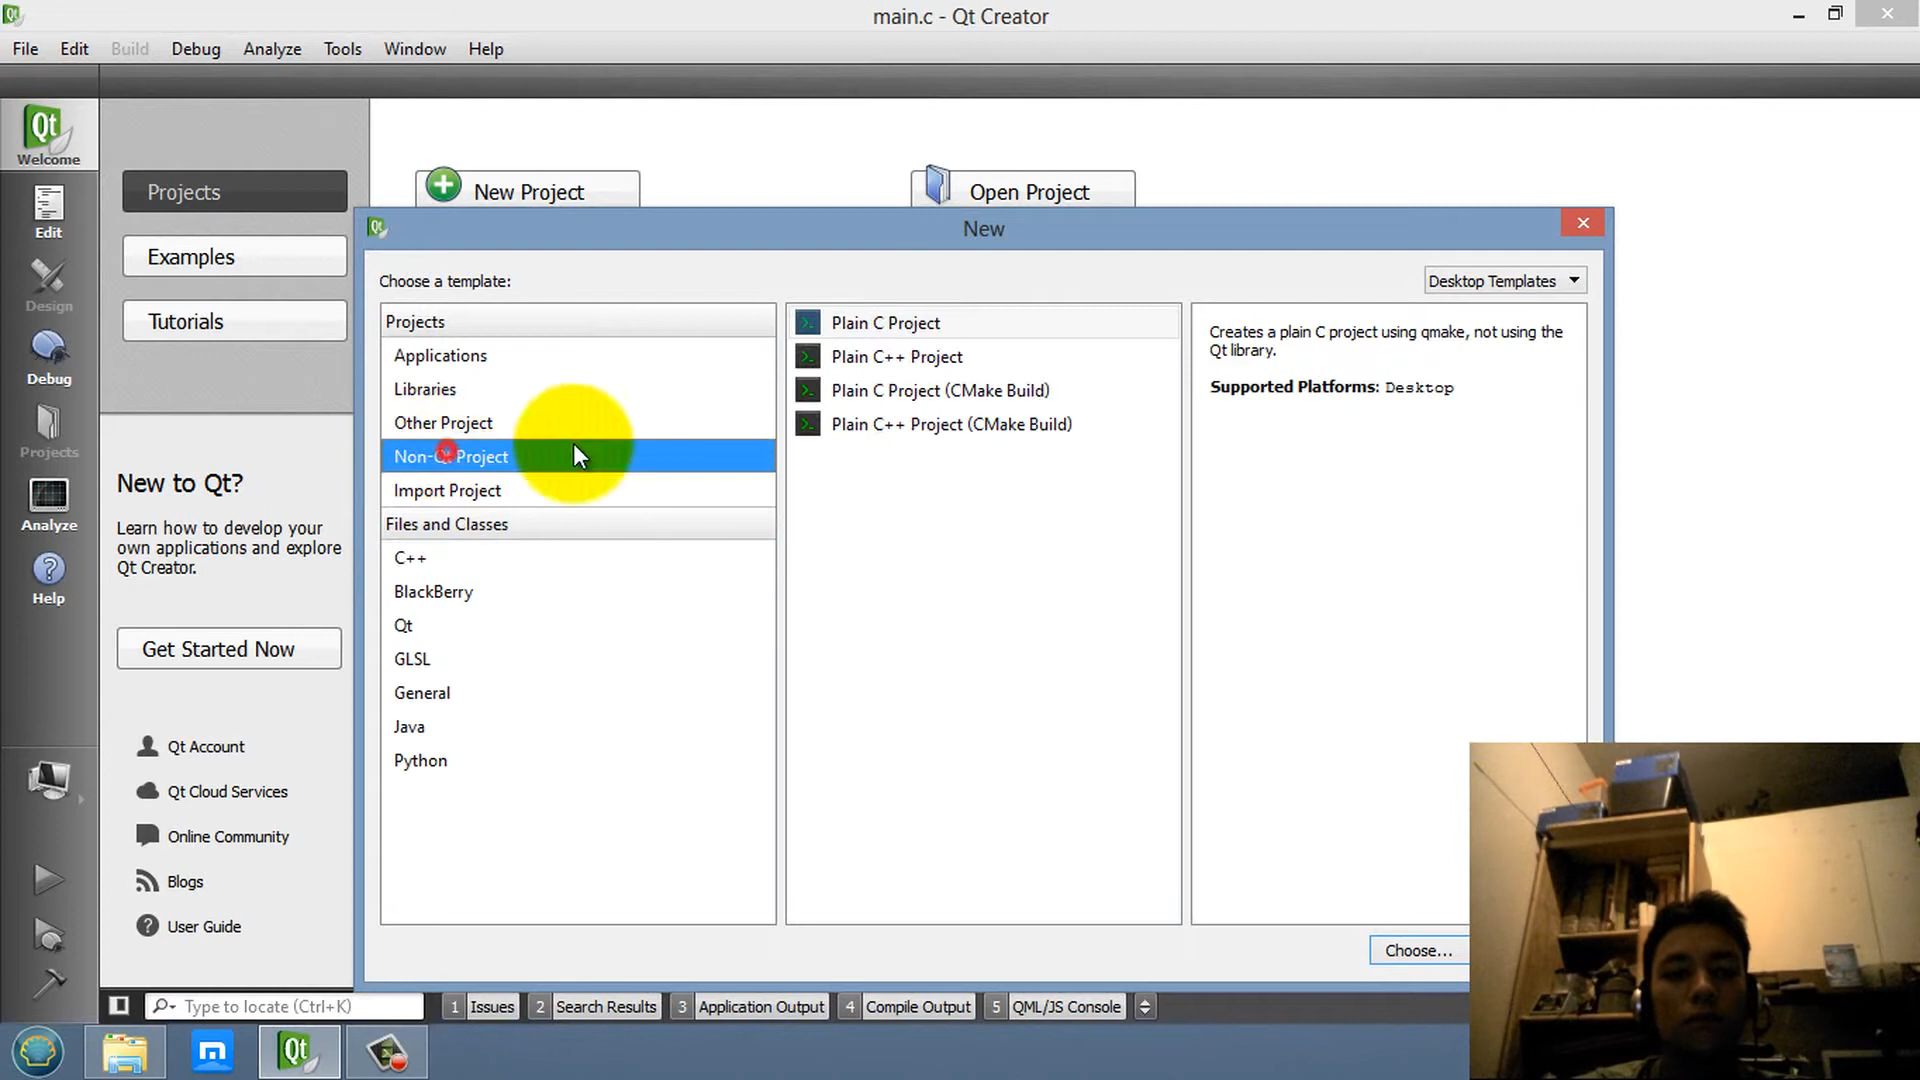 main.c - Qt Creator
File Edit Build Debug Analyze Tools Window Help
Qt
Welcome
Edit
Design
Debug
Projects
Analyze
Help
Projects
Examples
Tutorials
New to Qt?
Learn how to develop your
own applications and explore
Qt Creator.
Get Started Now
Qt Account
Qt Cloud Services
Online Community
Blogs
User Guide
New Project
Open Project
New
Choose a template:
Desktop Templates
Projects
Applications
Libraries
Other Project
Non-Qt Project
Import Project
Files and Classes
C++
BlackBerry
Qt
GLSL
General
Java
Python
Plain C Project
Plain C++ Project
Plain C Project (CMake Build)
Plain C++ Project (CMake Build)
Creates a plain C project using qmake, not using the
Qt library.
Supported Platforms: Desktop
Choose...
Type to locate (Ctrl+K)
1 Issues 2 Search Results 3 Application Output 4 Compile Output 5 QML/JS Console
Qt